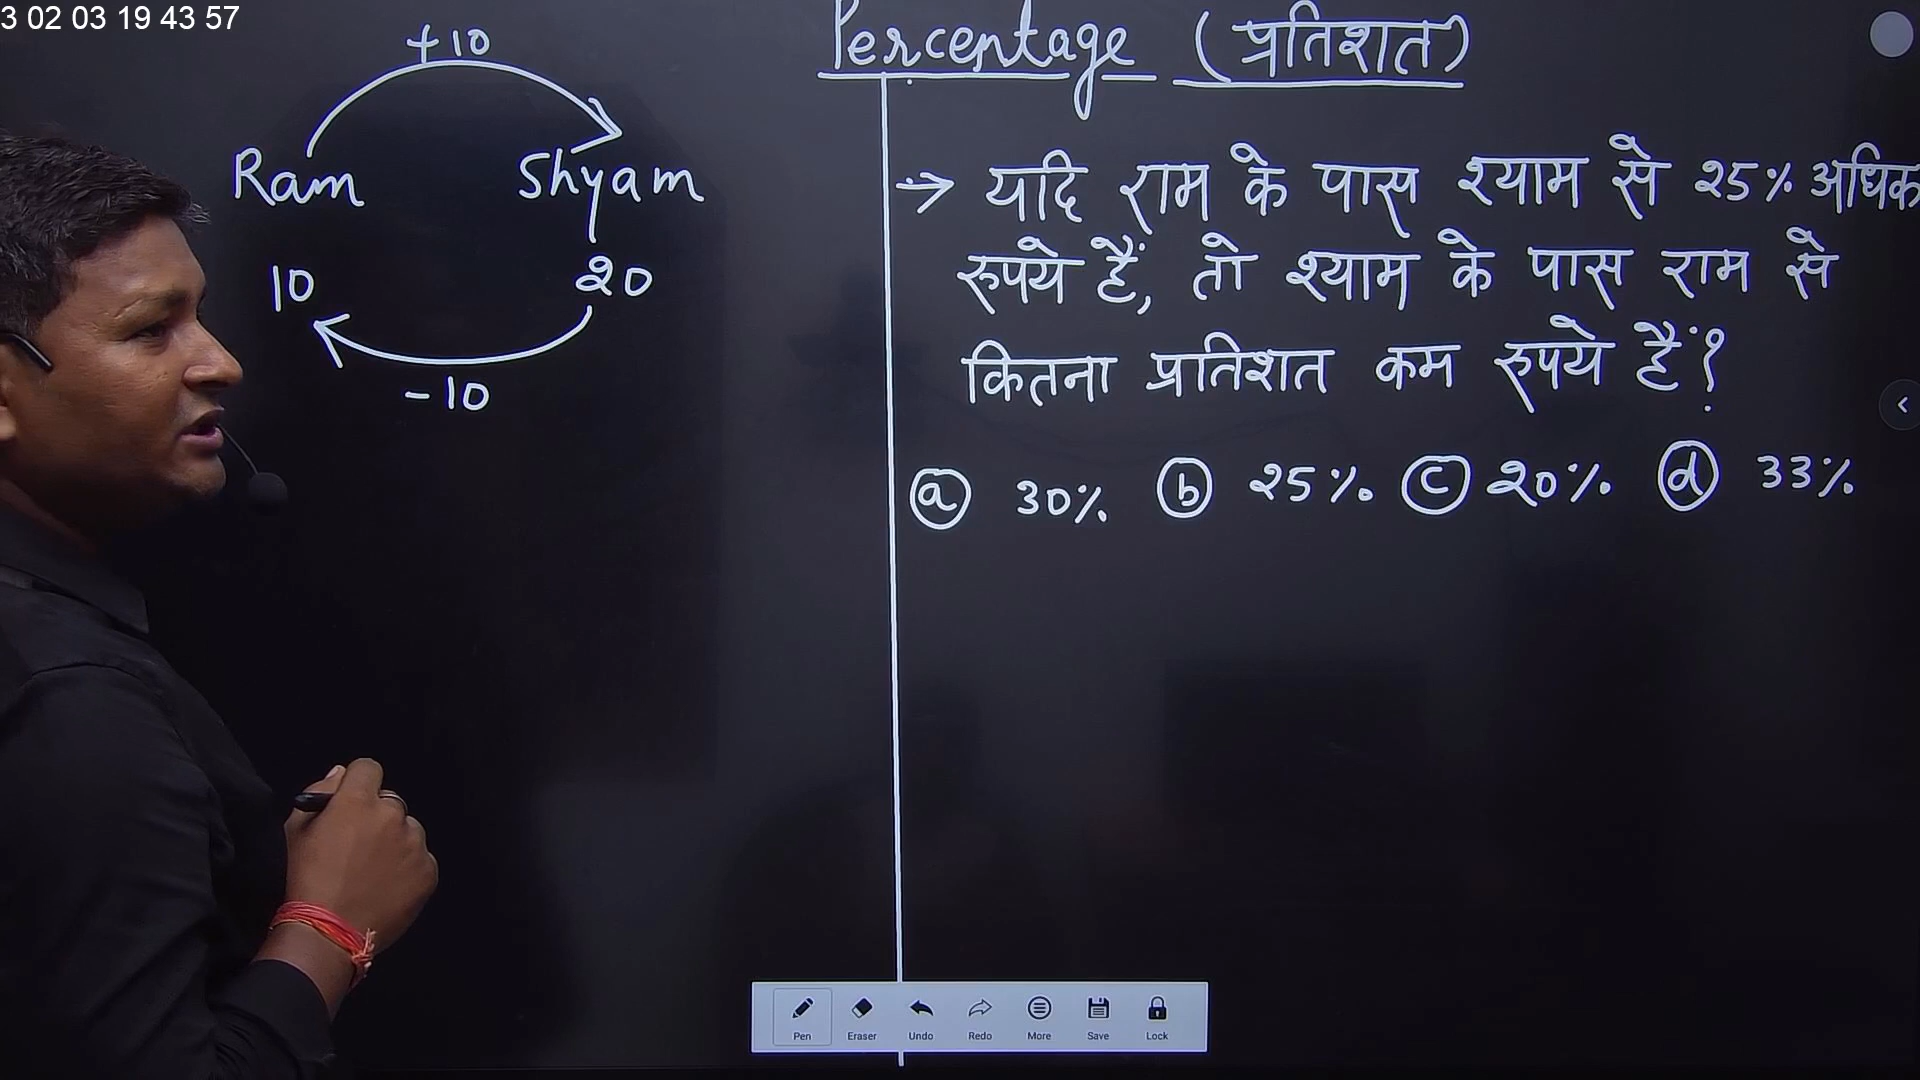 3 02 03 19 43 57
+10
Ram Shyam
10 20
-10
Percentage (प्रतिशत)
→ यदि राम के पास श्याम से 25% अधिक
रुपये हैं, तो श्याम के पास राम से
कितना प्रतिशत कम रुपये हैं?
(a) 30% (b) 25% (c) 20% (d) 33%
Pen Eraser Undo Redo More Save Lock